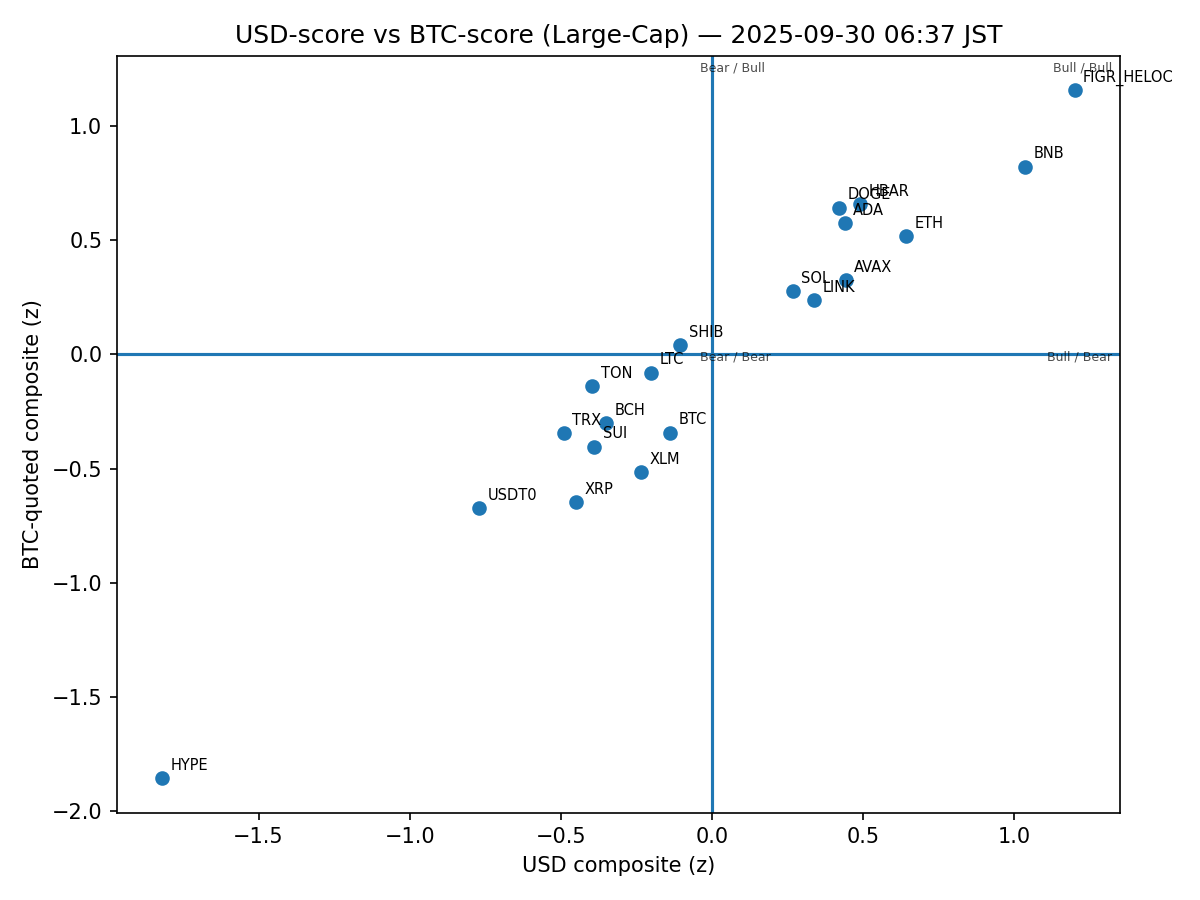 USD-score vs BTC-score (Large-Cap) — 2025-09-30 06:37 JST
Bear / Bull
Bull / Bull
FIGR_HELOC
BNB
HBAR
DOGE
ADA
ETH
AVAX
SOL
LINK
SHIB
Bear / Bear
Bull / Bear
LTC
TON
BCH
TRX
BTC
SUI
XLM
XRP
USDT0
HYPE
1.0
0.5
0.0
−0.5
−1.0
−1.5
−2.0
BTC-quoted composite (z)
−1.5
−1.0
−0.5
0.0
0.5
1.0
USD composite (z)